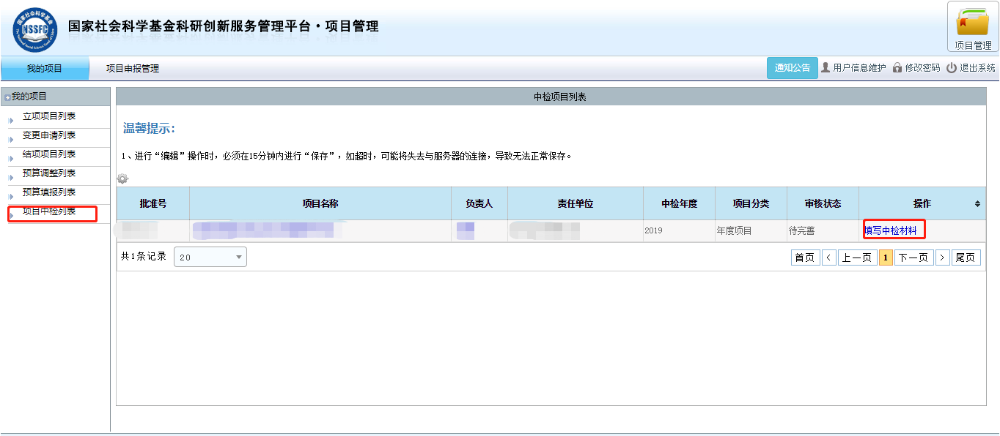 国家社会科学基金
NSSFC
国家社会科学基金科研创新服务管理平台·项目管理
项目管理
我的项目 项目申报管理 通知公告 用户信息维护 修改密码 退出系统
我的项目
立项项目列表
变更申请列表
结项项目列表
预算调整列表
预算填报列表
项目中检列表
中检项目列表
温馨提示：
1、进行“编辑”操作时，必须在15分钟内进行“保存”，如超时，可能将失去与服务器的连接，导致无法正常保存。
批准号 项目名称 负责人 责任单位 中检年度 项目分类 审核状态 操作
2019 年度项目 待完善 填写中检材料
共1条记录 20 首页 < 上一页 1 下一页 > 尾页